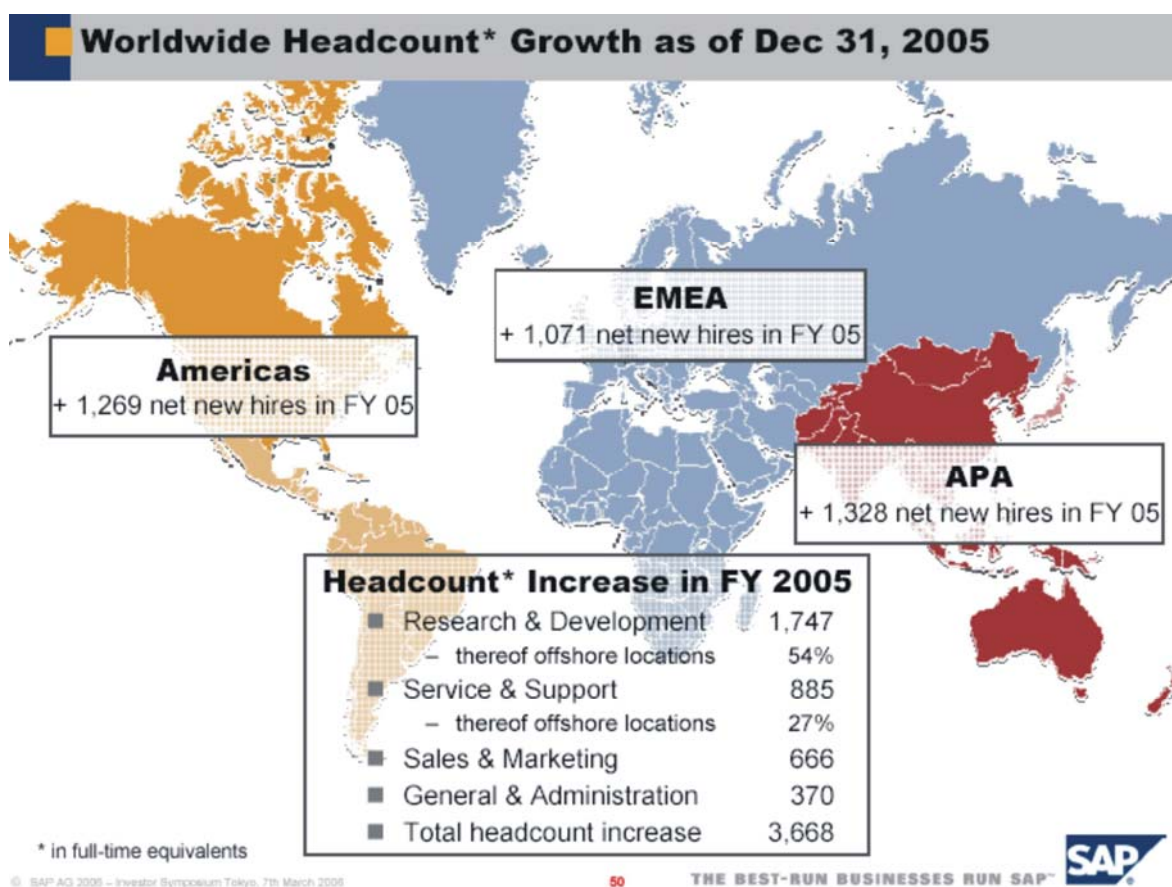 Worldwide Headcount* Growth as of Dec 31, 2005
EMEA
+ 1,071 net new hires in FY 05
Americas
+ 1,269 net new hires in FY 05
APA
+ 1,328 net new hires in FY 05
Headcount* Increase in FY 2005
Research & Development 1,747
– thereof offshore locations 54%
Service & Support 885
– thereof offshore locations 27%
Sales & Marketing 666
General & Administration 370
Total headcount increase 3,668
* in full-time equivalents
© SAP AG 2006 – Investor Symposium Tokyo, 7th March 2006
50
THE BEST-RUN BUSINESSES RUN SAP™
SAP